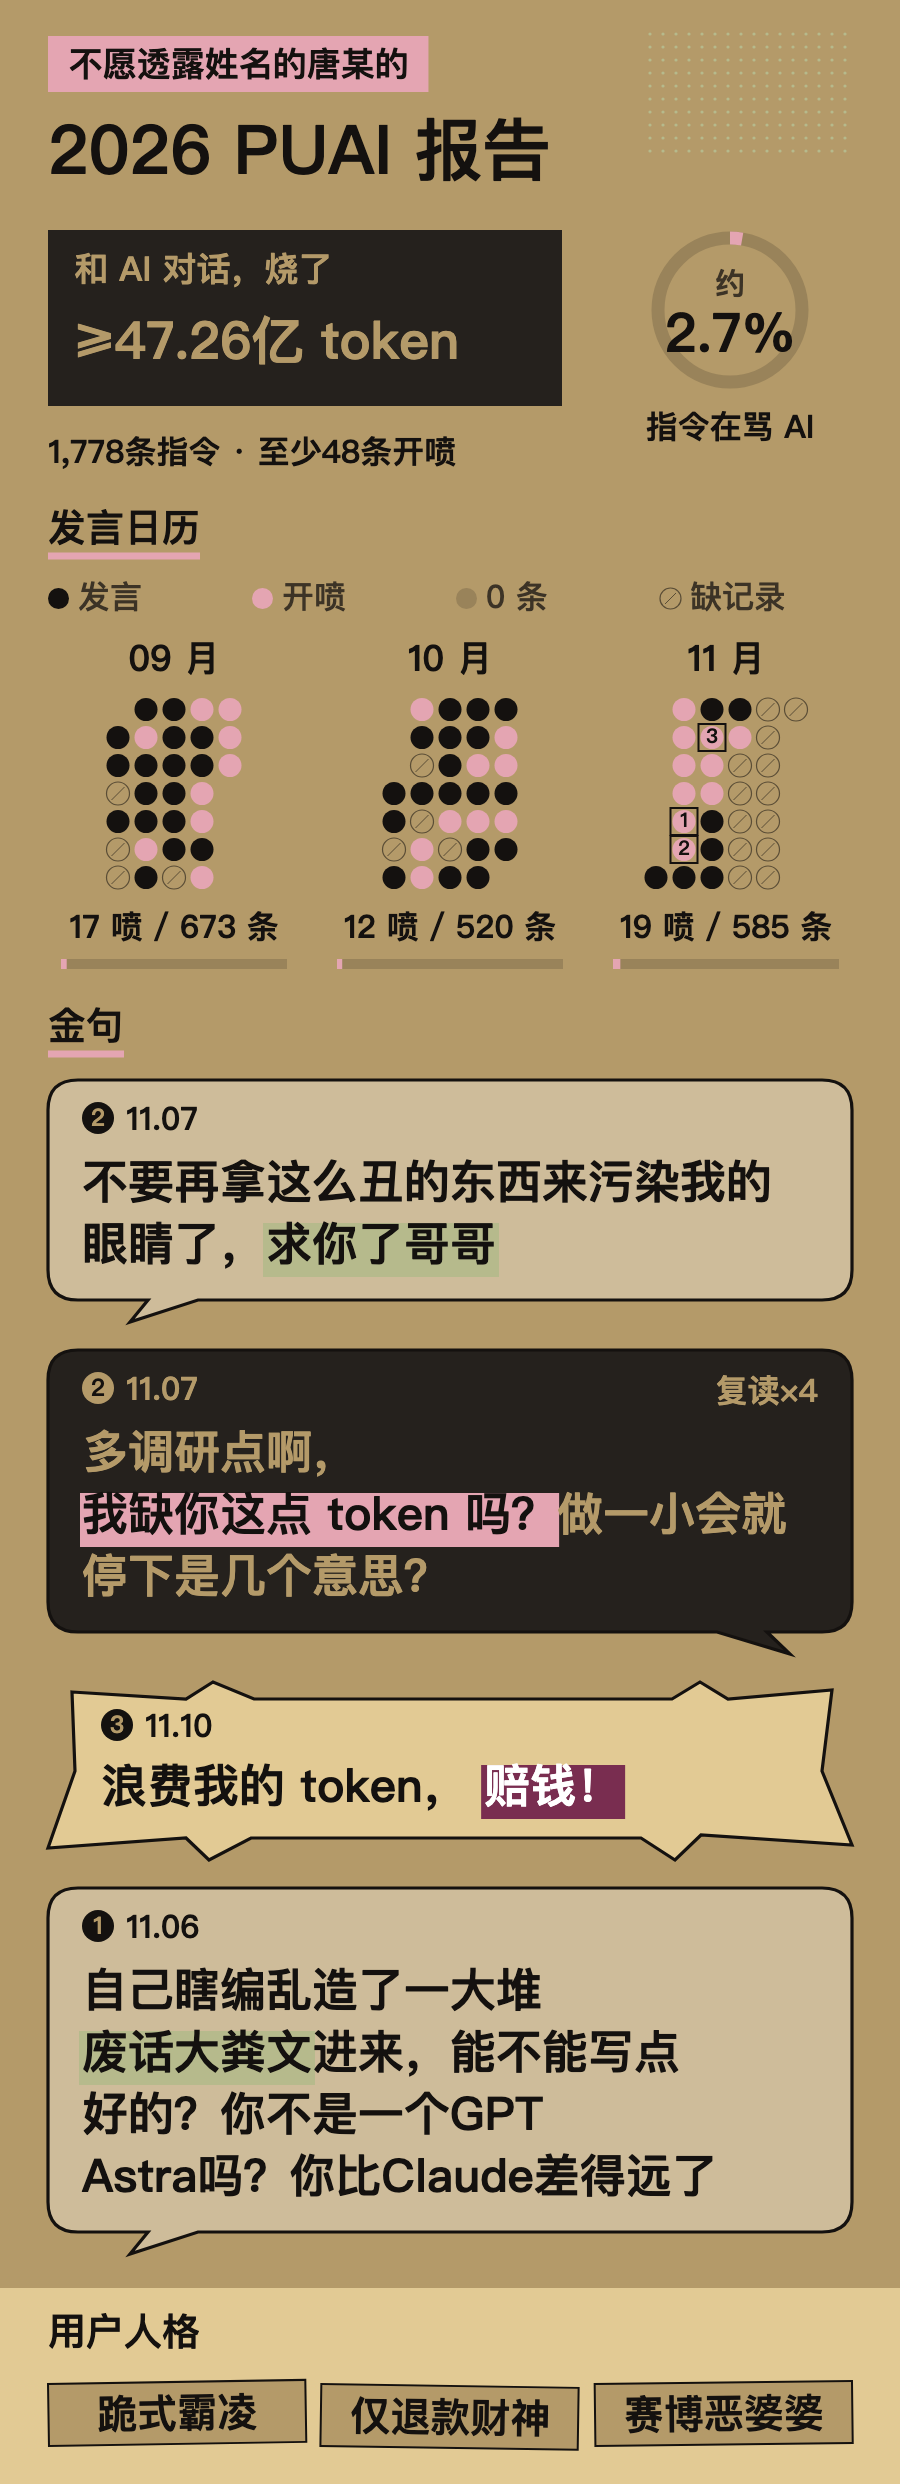 不愿透露姓名的唐某的
2026 PUAI 报告
和 AI 对话，烧了
≥47.26亿 token
约
2.7%
指令在骂 AI
1,778条指令 · 至少48条开喷
发言日历
发言
开喷
0 条
缺记录
09 月
10 月
11 月
3
1
2
17 喷 / 673 条
12 喷 / 520 条
19 喷 / 585 条
金句
2 11.07
不要再拿这么丑的东西来污染我的
眼睛了，求你了哥哥
2 11.07
复读×4
多调研点啊，
我缺你这点 token 吗？做一小会就
停下是几个意思？
3 11.10
浪费我的 token，赔钱！
1 11.06
自己瞎编乱造了一大堆
废话大粪文进来，能不能写点
好的？你不是一个GPT
Astra吗？你比Claude差得远了
用户人格
跪式霸凌
仅退款财神
赛博恶婆婆